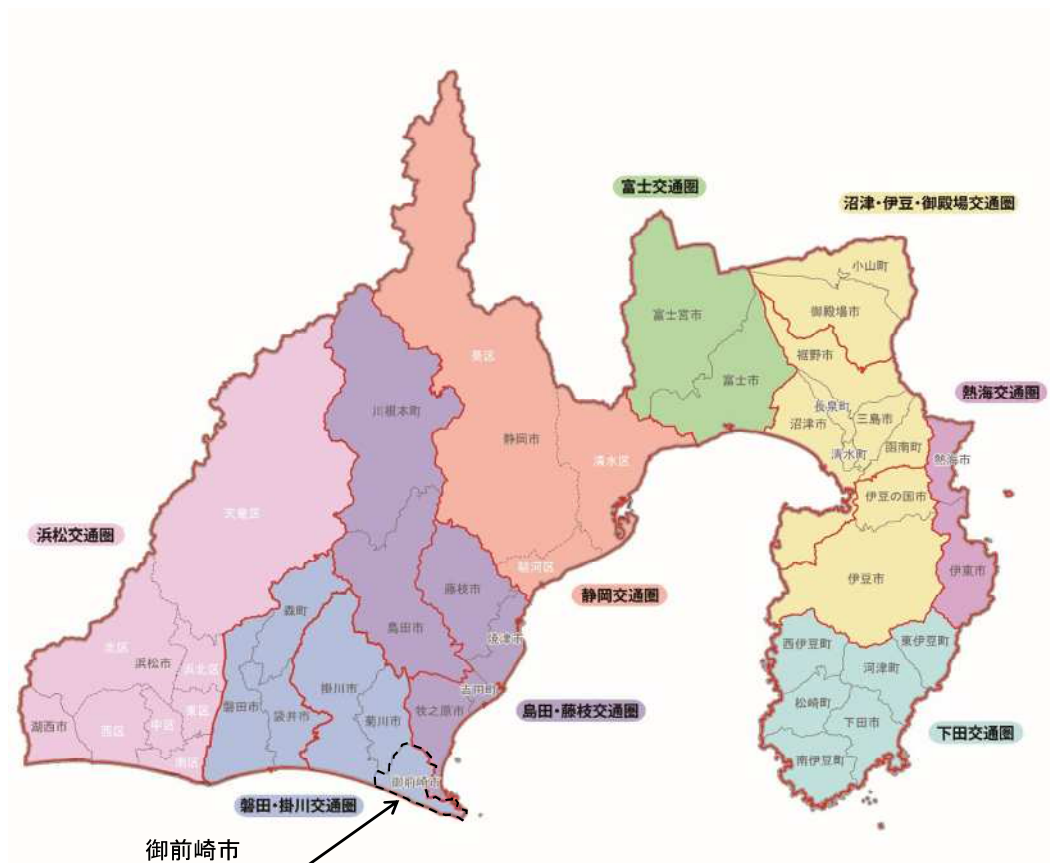 富士交通圏
沼津・伊豆・御殿場交通圏
小山町
富士宮市
御殿場市
葵区
裾野市
富士市
熱海交通圏
長泉町
川根本町
沼津市
三島市
静岡市
清水町
函南町
清水区
熱海市
伊豆の国市
天竜区
浜松交通圏
駿河区
伊豆市
伊東市
藤枝市
静岡交通圏
森町
島田市
焼津市
西伊豆町
東伊豆町
北区
浜松市
浜北区
河津町
掛川市
吉田町
松崎町
磐田市
袋井市
菊川市
牧之原市
島田・藤枝交通圏
東区
下田市
湖西市
西区
中区
下田交通圏
南区
南伊豆町
御前崎市
磐田・掛川交通圏
御前崎市